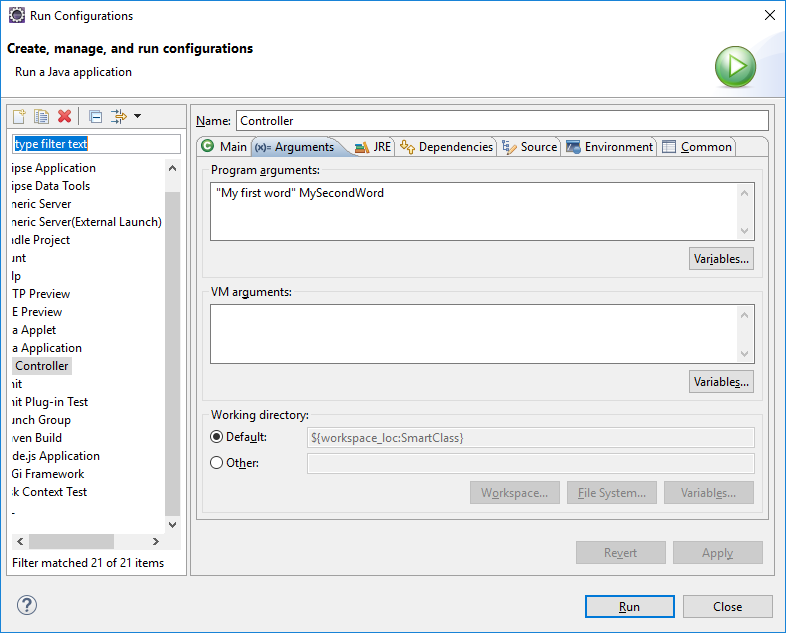 Run Configurations
Create, manage, and run configurations
Run a Java application
type filter text
ipse Application
ipse Data Tools
neric Server
neric Server(External Launch)
ndle Project
unt
lp
TP Preview
E Preview
a Applet
a Application
Controller
nit
nit Plug-in Test
unch Group
ven Build
de.js Application
Gi Framework
sk Context Test
Filter matched 21 of 21 items
Name: Controller
Main (x)= Arguments JRE Dependencies Source Environment Common
Program arguments:
"My first word" MySecondWord
Variables...
VM arguments:
Variables...
Working directory:
Default: ${workspace_loc:SmartClass}
Other:
Workspace... File System... Variables...
Revert Apply
Run Close